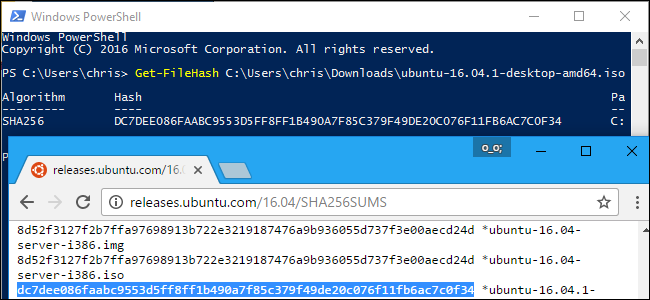 Windows PowerShell
Windows PowerShell
Copyright (C) 2016 Microsoft Corporation. All rights reserved.
PS C:\Users\chris> Get-FileHash C:\Users\chris\Downloads\ubuntu-16.04.1-desktop-amd64.iso
Algorithm Hash Pa
--------- ---- --
SHA256 DC7DEE086FAABC9553D5FF8FF1B490A7F85C379F49DE20C076F11FB6AC7C0F34 C:
P
o_o;
releases.ubuntu.com/16.0
releases.ubuntu.com/16.04/SHA256SUMS
8d52f3127f2b7ffa97698913b722e3219187476a9b936055d737f3e00aecd24d *ubuntu-16.04-
server-i386.img
8d52f3127f2b7ffa97698913b722e3219187476a9b936055d737f3e00aecd24d *ubuntu-16.04-
server-i386.iso
dc7dee086faabc9553d5ff8ff1b490a7f85c379f49de20c076f11fb6ac7c0f34 *ubuntu-16.04.1-